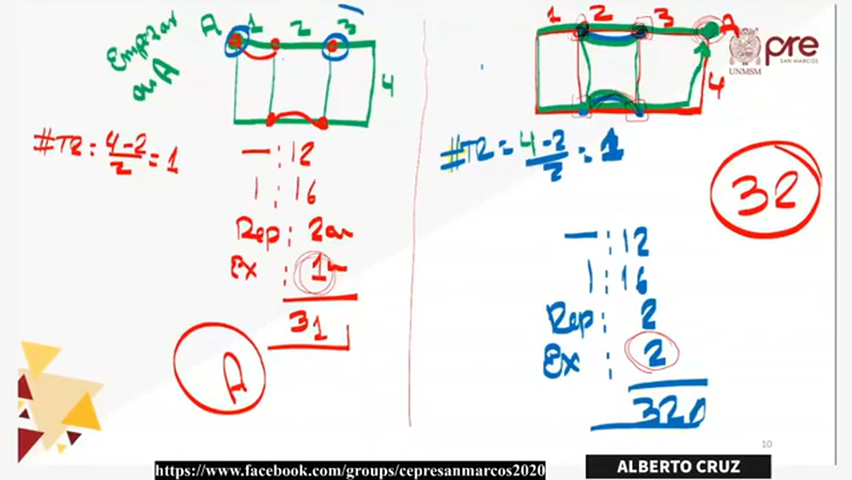 Empezar
en A
A 1 2 3
4
#TR = 4-2/2 = 1
— : 12
| : 16
Rep :
Ex :
31
A
1 2 3 A
4
#TR = 4-2/2 = 1
— : 12
| : 16
Rep : 2
Ex : 2
32
32
UNMSM
pre
SAN MARCOS
10
https://www.facebook.com/groups/cepresanmarcos2020
ALBERTO CRUZ